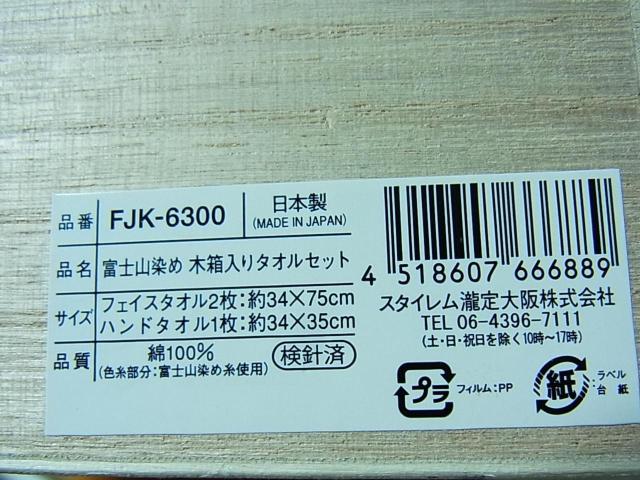 品番 FJK-6300 日本製
(MADE IN JAPAN)
品名 富士山染め 木箱入りタオルセット
サイズ フェイスタオル2枚:約34×75cm
ハンドタオル1枚:約34×35cm
品質 綿100% 検針済
(色糸部分:富士山染め糸使用)
4 518607 666889
スタイレム瀧定大阪株式会社
TEL 06-4396-7111
(土・日・祝日を除く10時〜17時)
プラ フィルム:PP
紙 ラベル
台紙